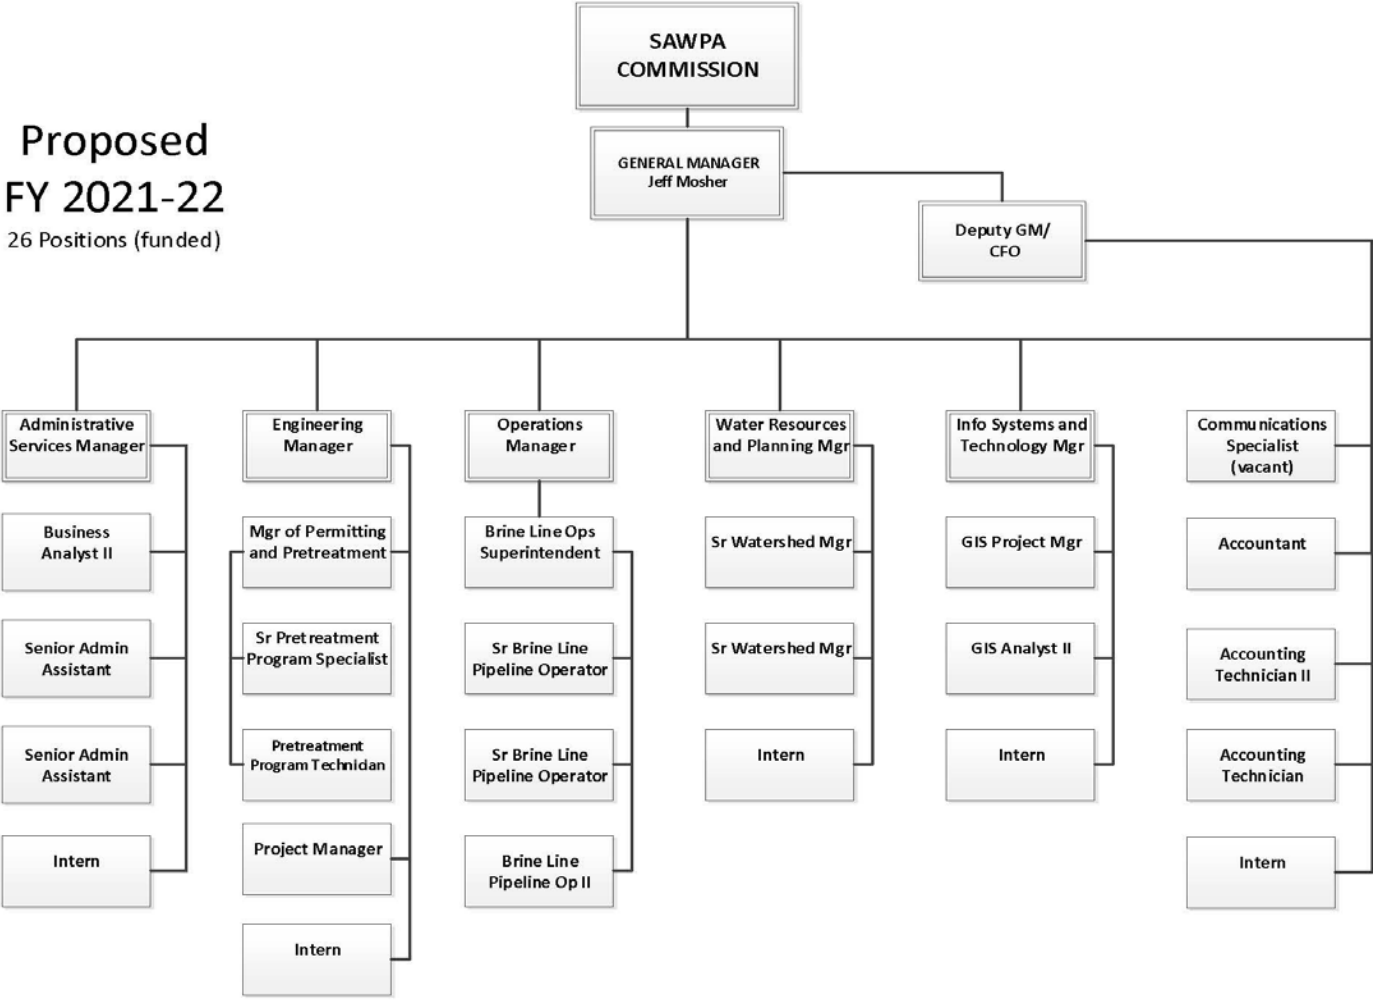 SAWPA
COMMISSION
Proposed
FY 2021-22
26 Positions (funded)
GENERAL MANAGER
Jeff Mosher
Deputy GM/
CFO
Administrative
Services Manager
Business
Analyst II
Senior Admin
Assistant
Senior Admin
Assistant
Intern
Engineering
Manager
Mgr of Permitting
and Pretreatment
Sr Pretreatment
Program Specialist
Pretreatment
Program Technician
Project Manager
Intern
Operations
Manager
Brine Line Ops
Superintendent
Sr Brine Line
Pipeline Operator
Sr Brine Line
Pipeline Operator
Brine Line
Pipeline Op II
Water Resources
and Planning Mgr
Sr Watershed Mgr
Sr Watershed Mgr
Intern
Info Systems and
Technology Mgr
GIS Project Mgr
GIS Analyst II
Intern
Communications
Specialist
(vacant)
Accountant
Accounting
Technician II
Accounting
Technician
Intern